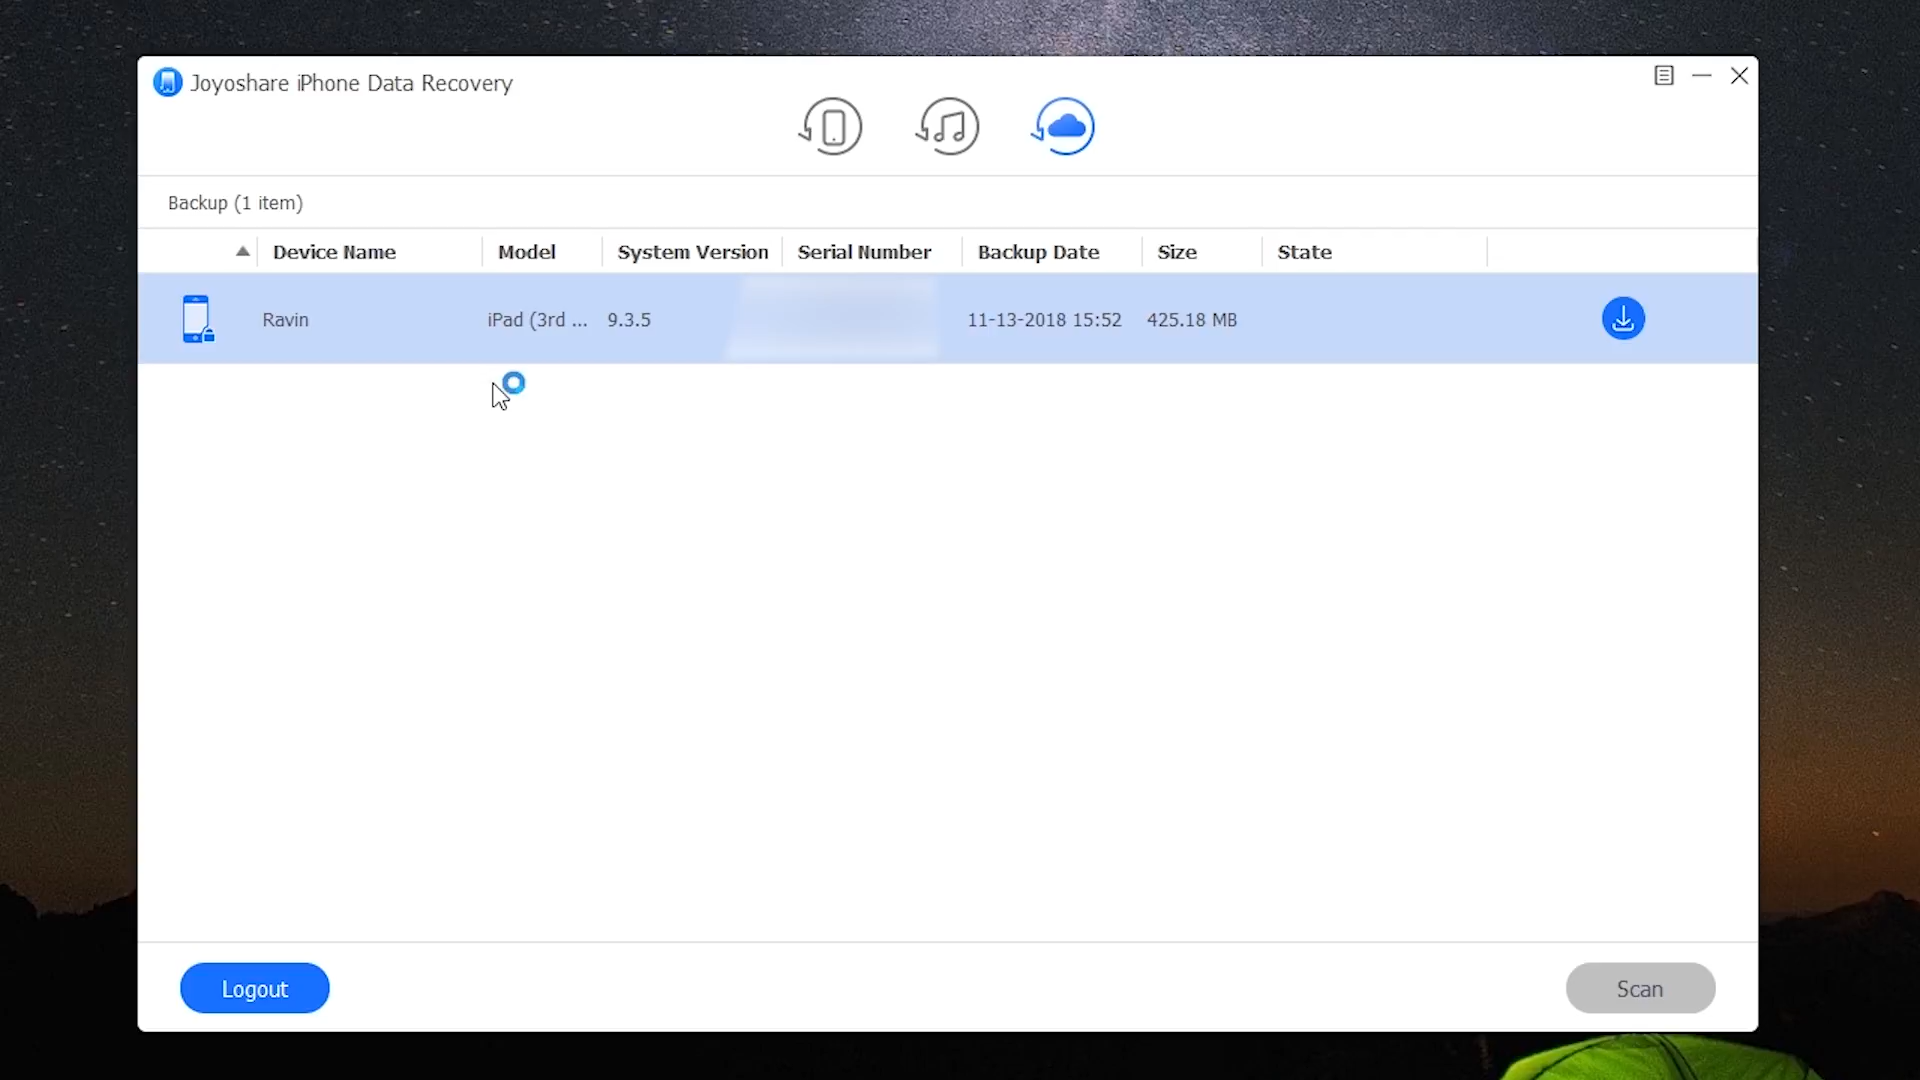 Joyoshare iPhone Data Recovery
Backup (1 item)
Device Name Model System Version Serial Number Backup Date Size State
Ravin iPad (3rd ... 9.3.5 11-13-2018 15:52 425.18 MB
Logout Scan